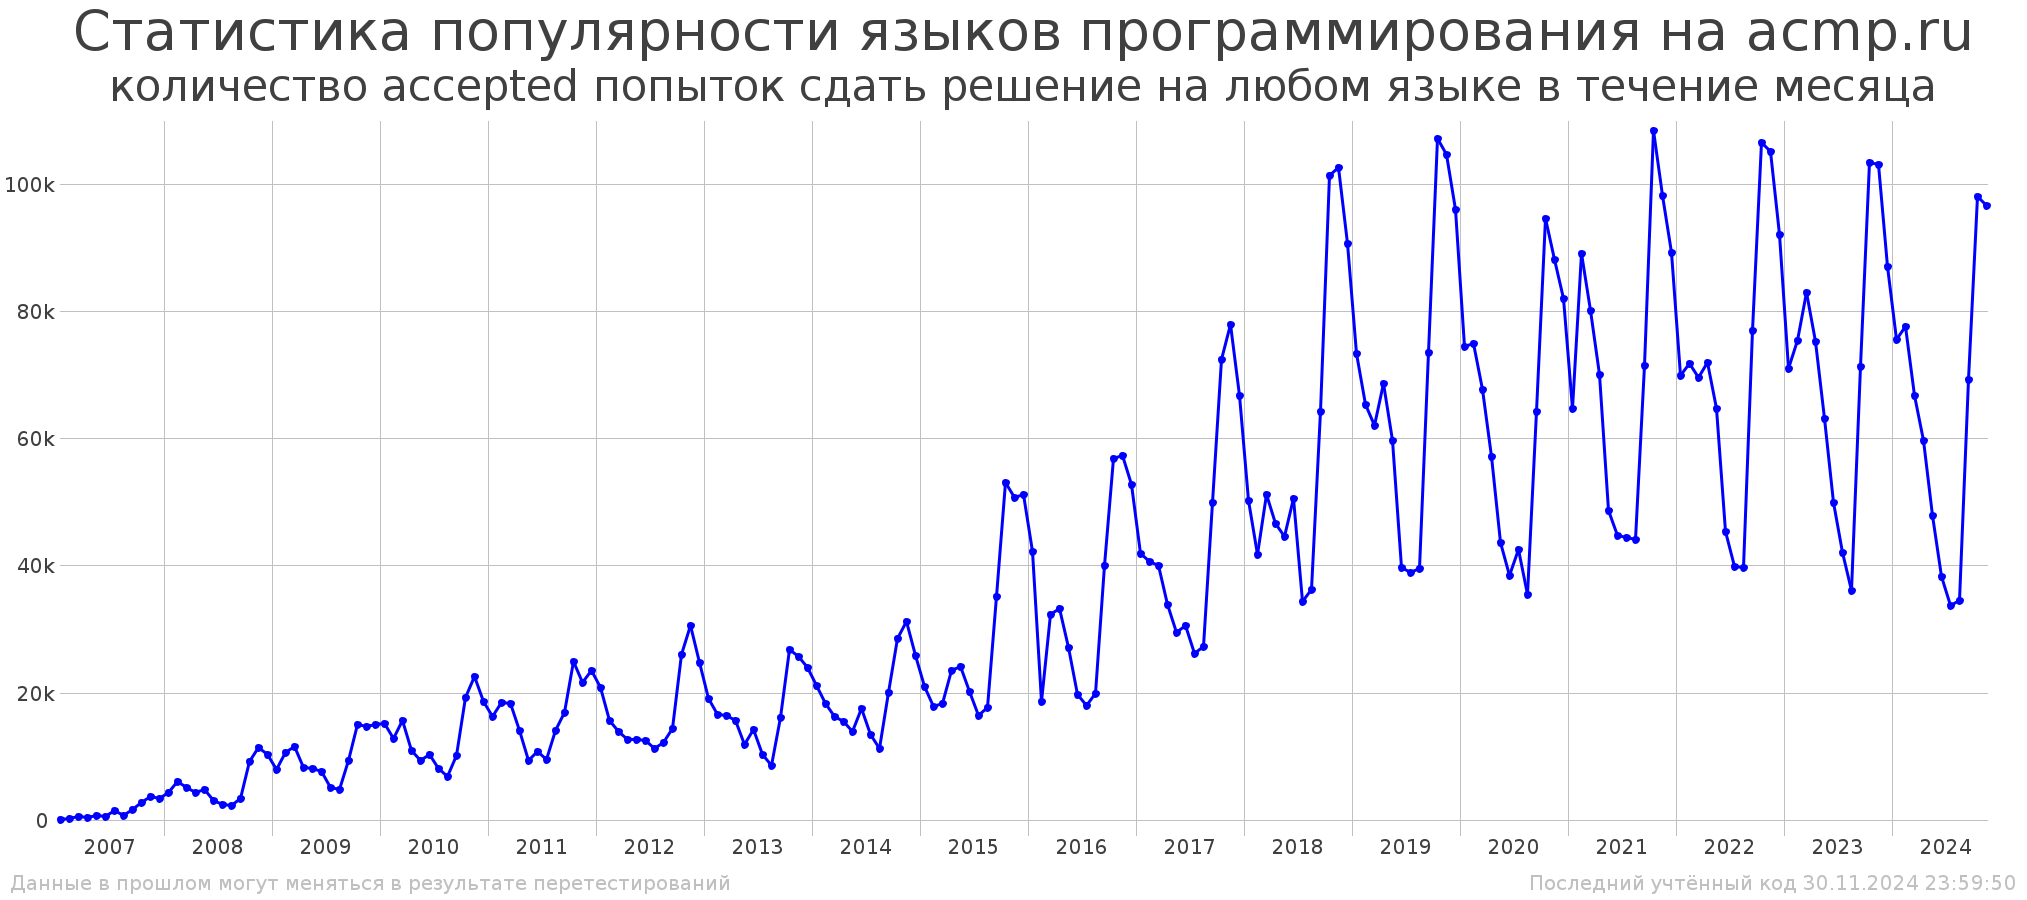 Статистика популярности языков программирования на acmp.ru
количество accepted попыток сдать решение на любом языке в течение месяца
100k
80k
60k
40k
20k
0
2007 2008 2009 2010 2011 2012 2013 2014 2015 2016 2017 2018 2019 2020 2021 2022 2023 2024
Данные в прошлом могут меняться в результате перетестирований
Последний учтённый код 30.11.2024 23:59:50